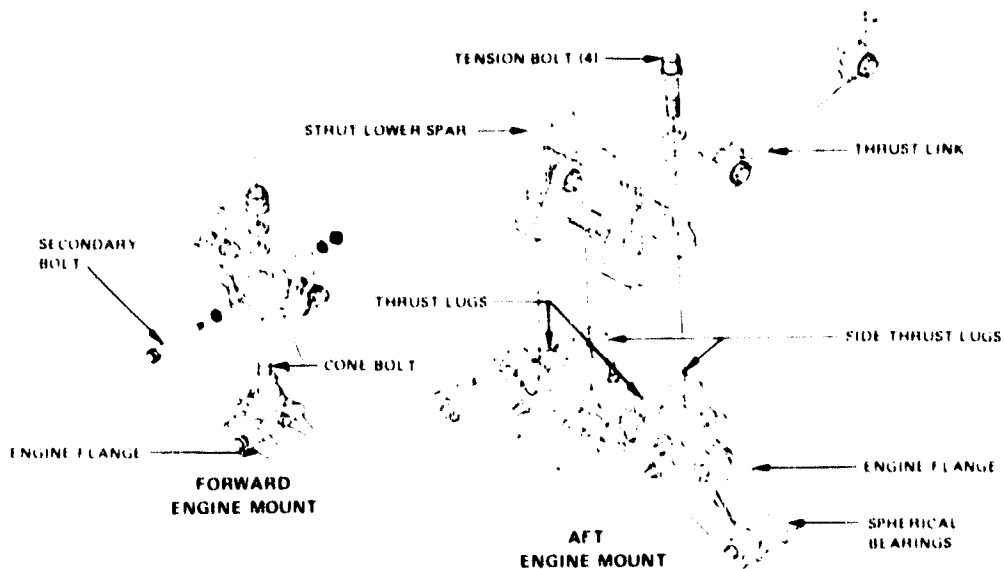 TENSION BOLT (4)
STRUT LOWER SPAR
THRUST LINK
SECONDARY
BOLT
THRUST LUGS
SIDE THRUST LUGS
CONE BOLT
ENGINE FLANGE
FORWARD
ENGINE MOUNT
ENGINE FLANGE
SPHERICAL
BEARINGS
AFT
ENGINE MOUNT